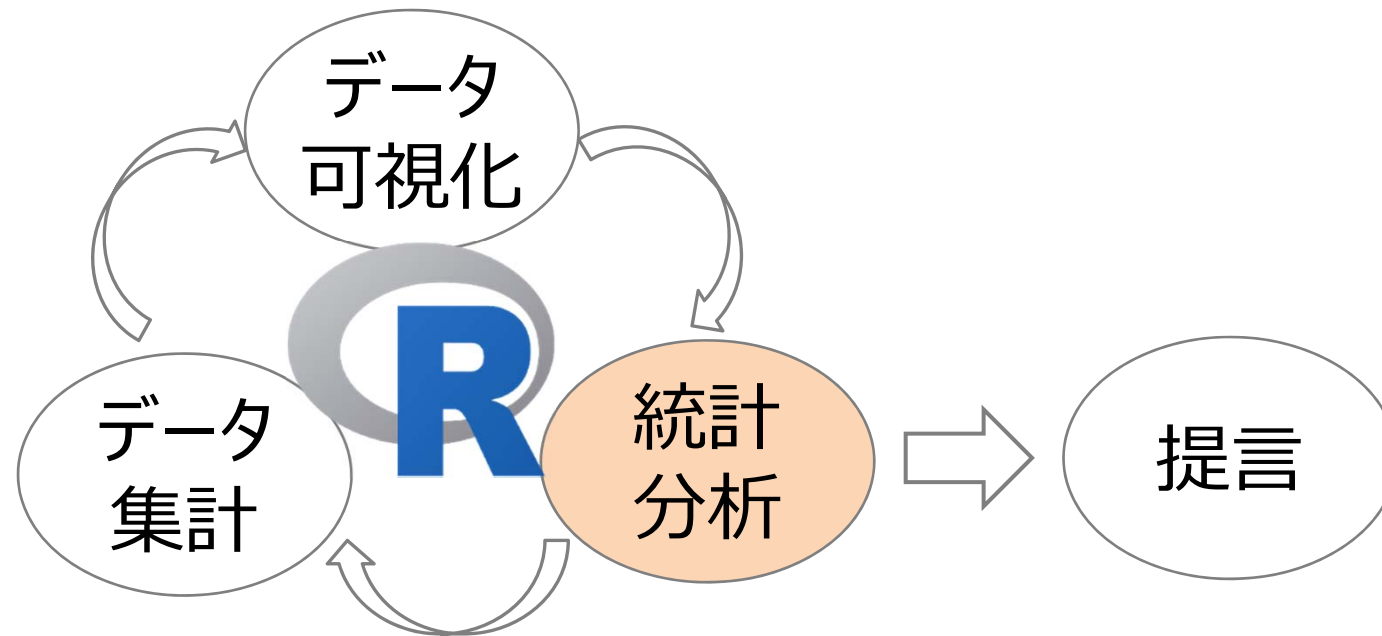 データ
可視化
R
データ
集計
統計
分析
提言